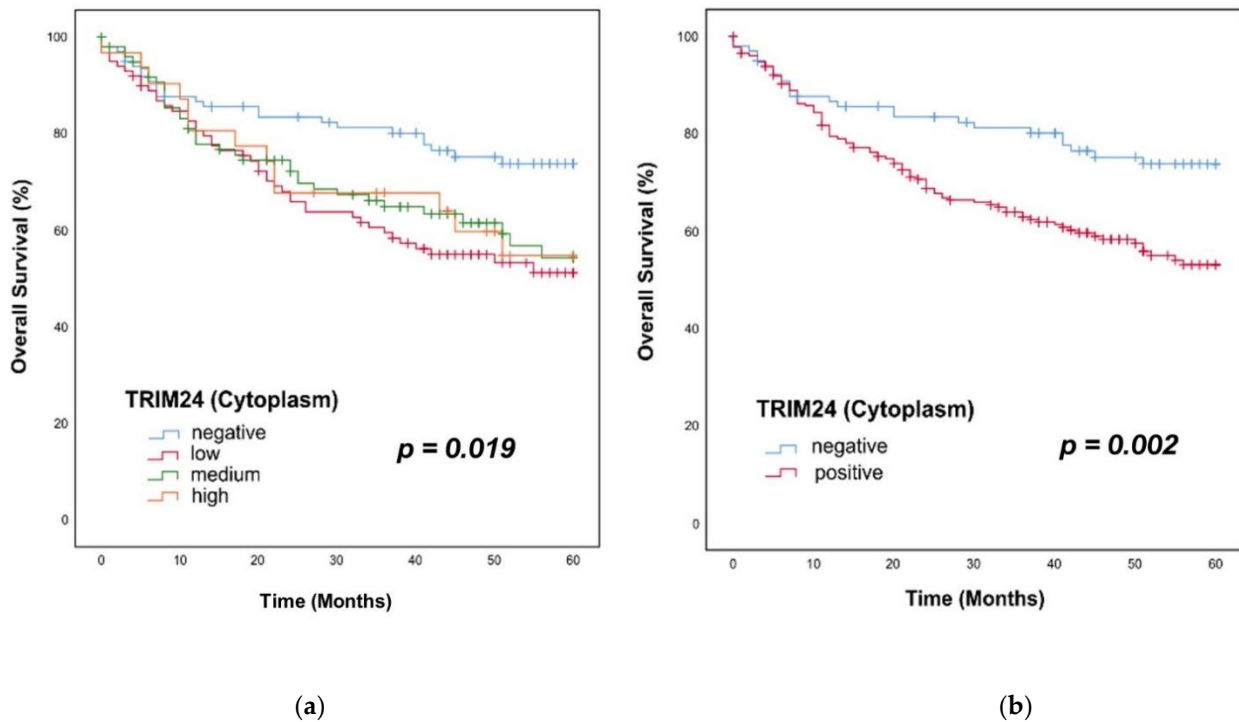 100
80
60
40
20
0
Overall Survival (%)
TRIM24 (Cytoplasm)
negative
low
medium
high
p = 0.019
0 10 20 30 40 50 60
Time (Months)
(a)
100
80
60
40
20
0
Overall Survival (%)
TRIM24 (Cytoplasm)
negative
positive
p = 0.002
0 10 20 30 40 50 60
Time (Months)
(b)